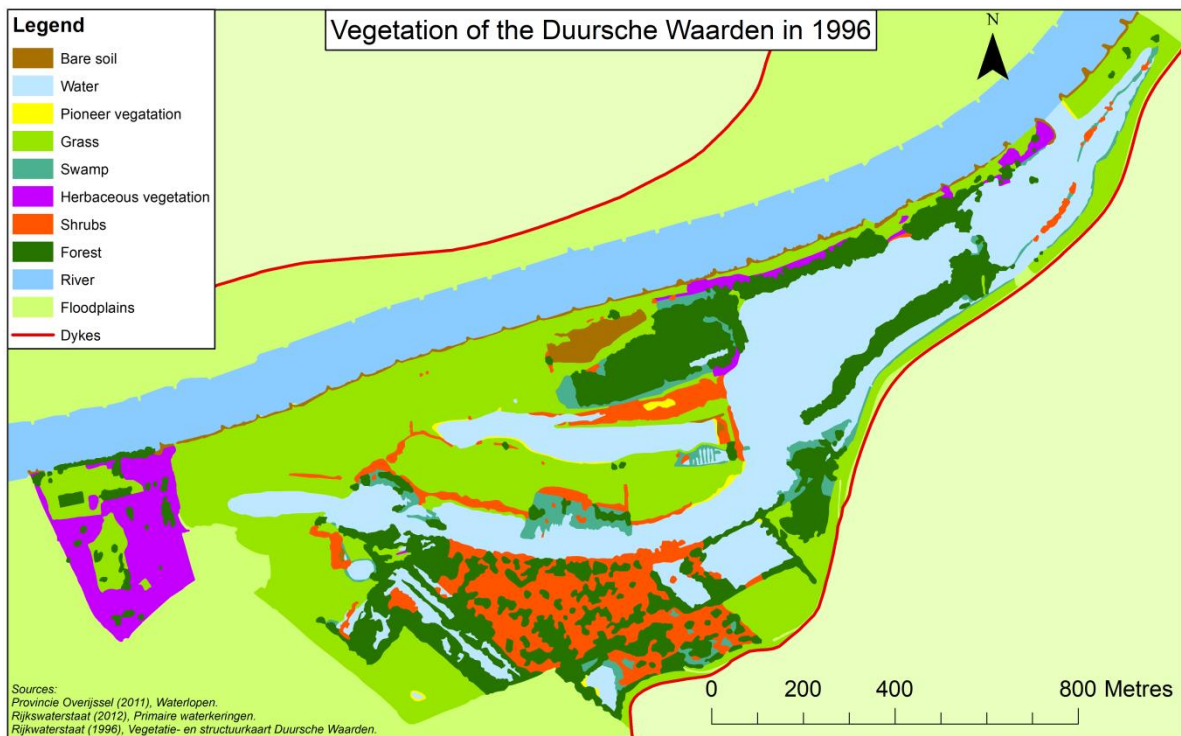 Vegetation of the Duursche Waarden in 1996
Legend
Bare soil
Water
Pioneer vegatation
Grass
Swamp
Herbaceous vegetation
Shrubs
Forest
River
Floodplains
Dykes
N
Sources:
Provincie Overijssel (2011), Waterlopen.
Rijkswaterstaat (2012), Primaire waterkeringen.
Rijkwaterstaat (1996), Vegetatie- en structuurkaart Duursche Waarden.
0 200 400 800 Metres